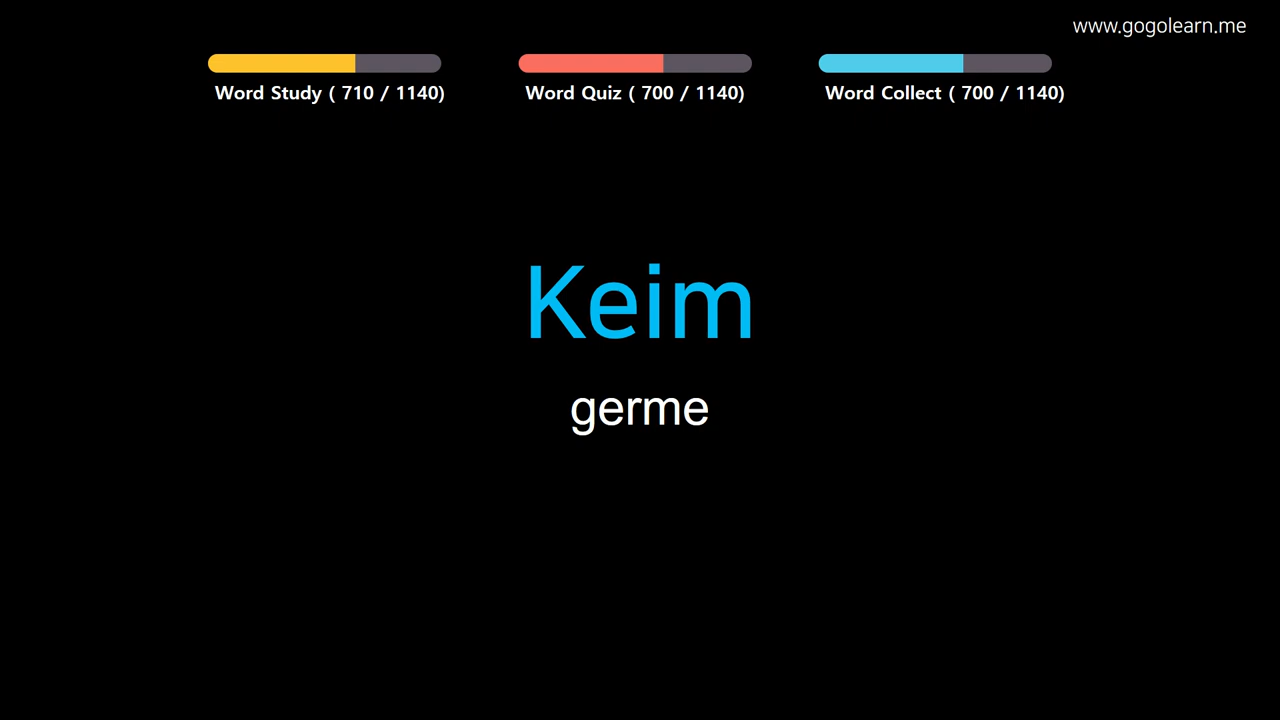 www.gogolearn.me
Word Study ( 710 / 1140)
Word Quiz ( 700 / 1140)
Word Collect ( 700 / 1140)
Keim
germe